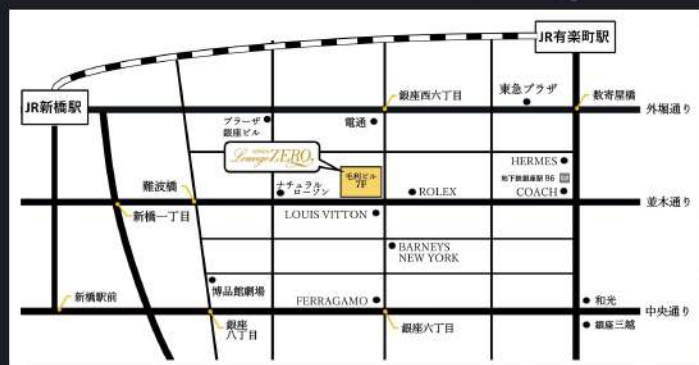 JR有楽町駅
JR新橋駅
銀座西六丁目
東急プラザ
数寄屋橋
外堀通り
プラーザ
銀座ビル
電通
Lounge ZERO
毛利ビル
7F
HERMES
地下鉄銀座駅 B6
COACH
難波橋
ナチュラル
ローソン
ROLEX
並木通り
新橋一丁目
LOUIS VITTON
BARNEYS
NEW YORK
博品館劇場
新橋駅前
FERRAGAMO
和光
中央通り
銀座
八丁目
銀座六丁目
銀座三越